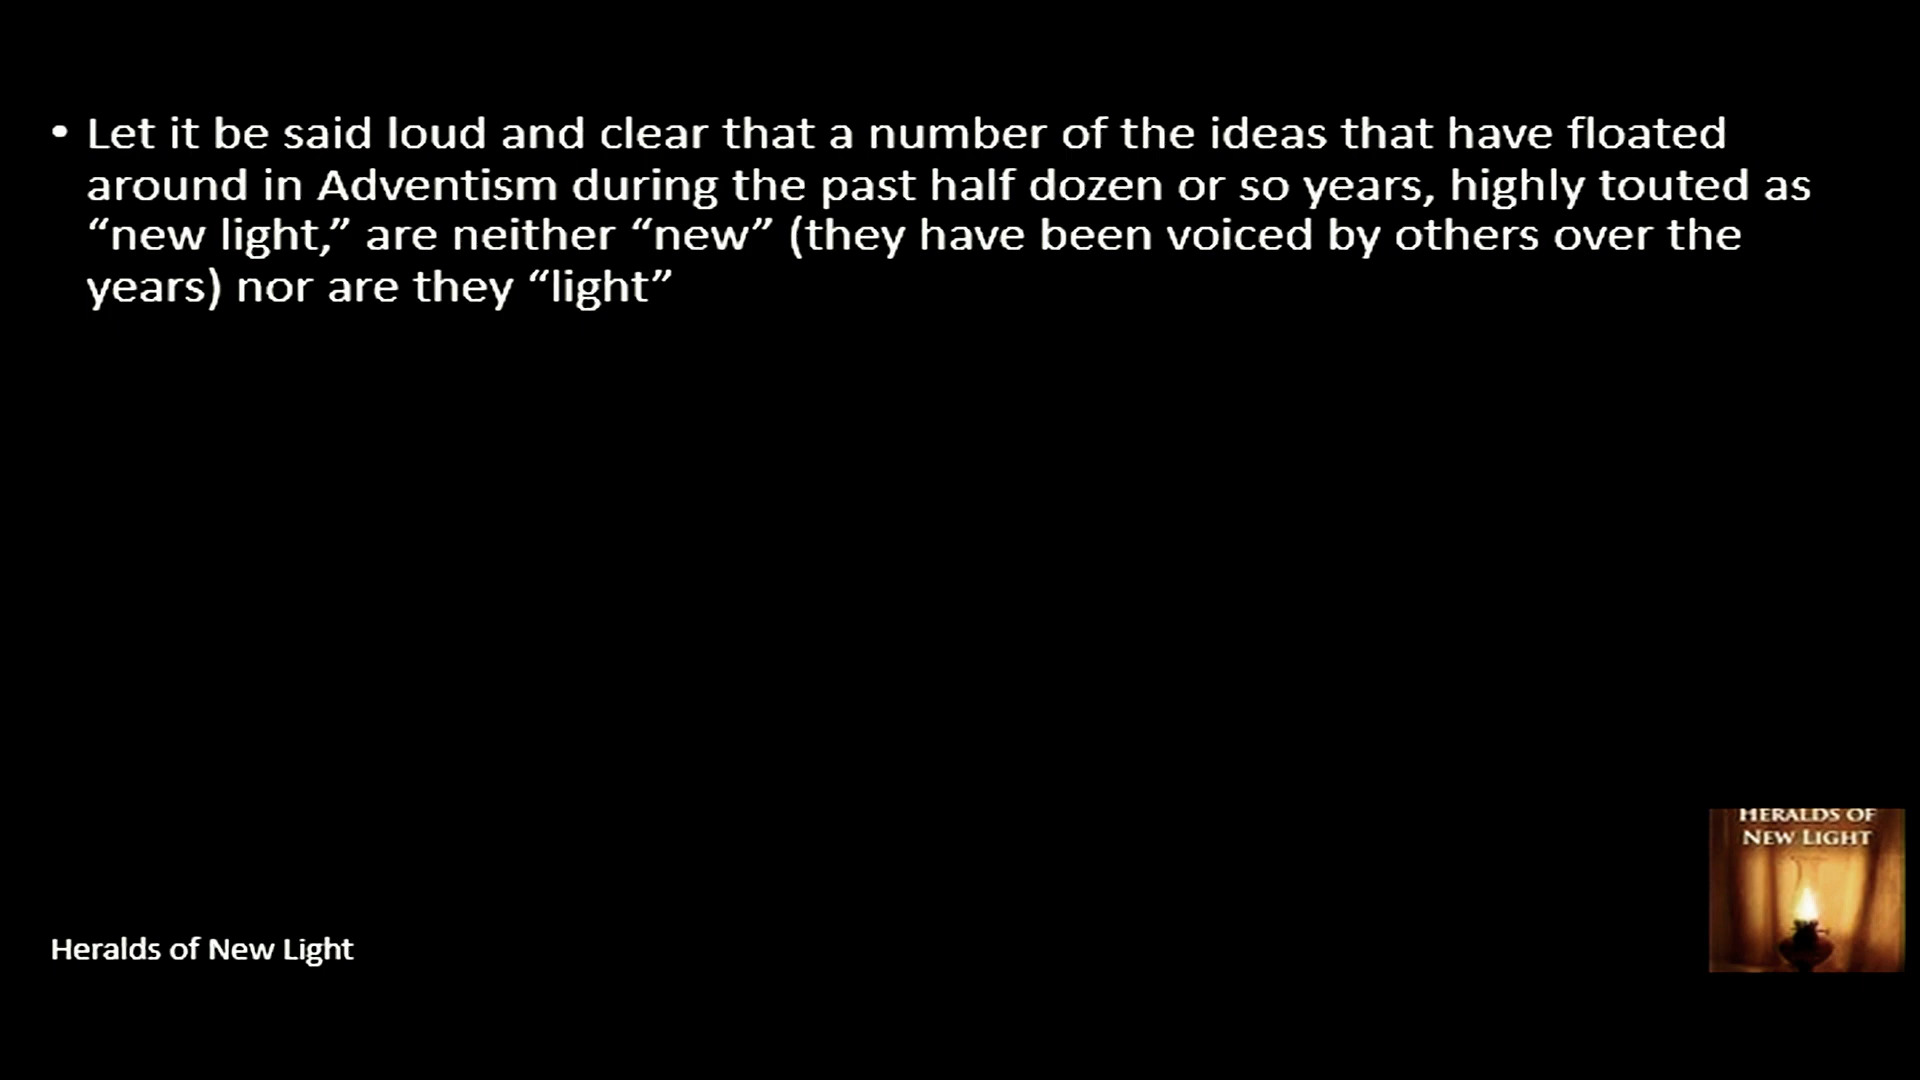 • Let it be said loud and clear that a number of the ideas that have floated
around in Adventism during the past half dozen or so years, highly touted as
“new light,” are neither “new” (they have been voiced by others over the
years) nor are they “light”
HERALDS OF
NEW LIGHT
Heralds of New Light